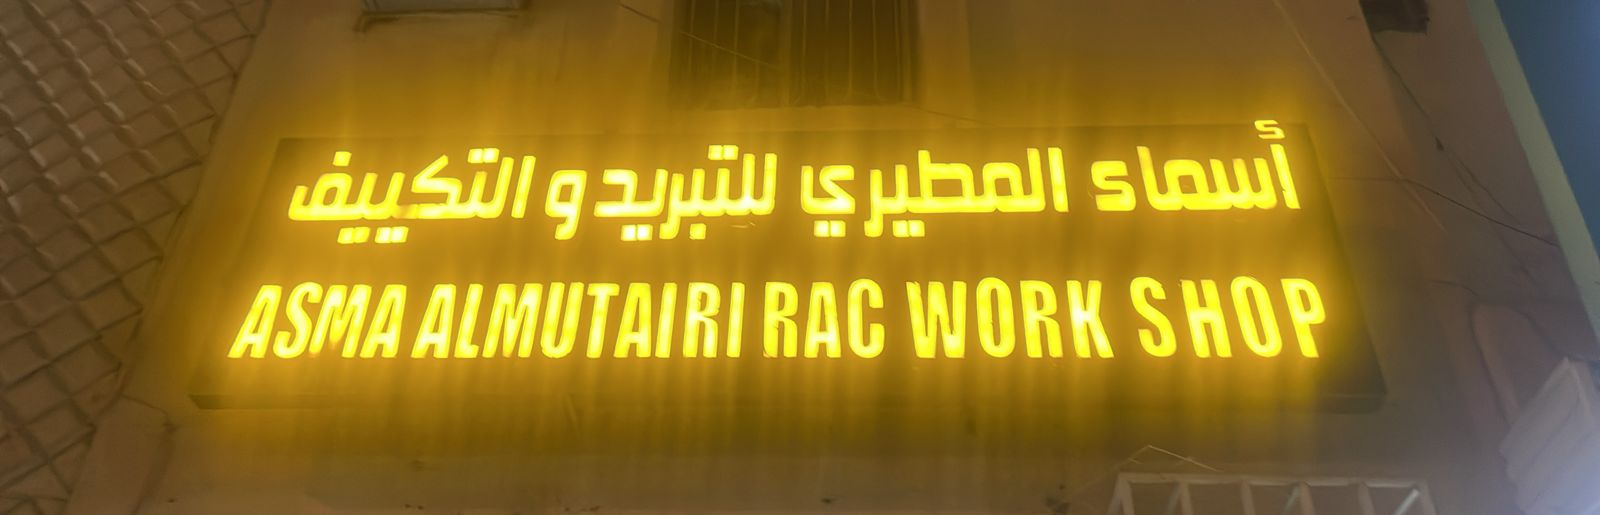 أسماء المطيري للتبريد و التكييف
ASMA ALMUTAIRI RAC WORK SHOP